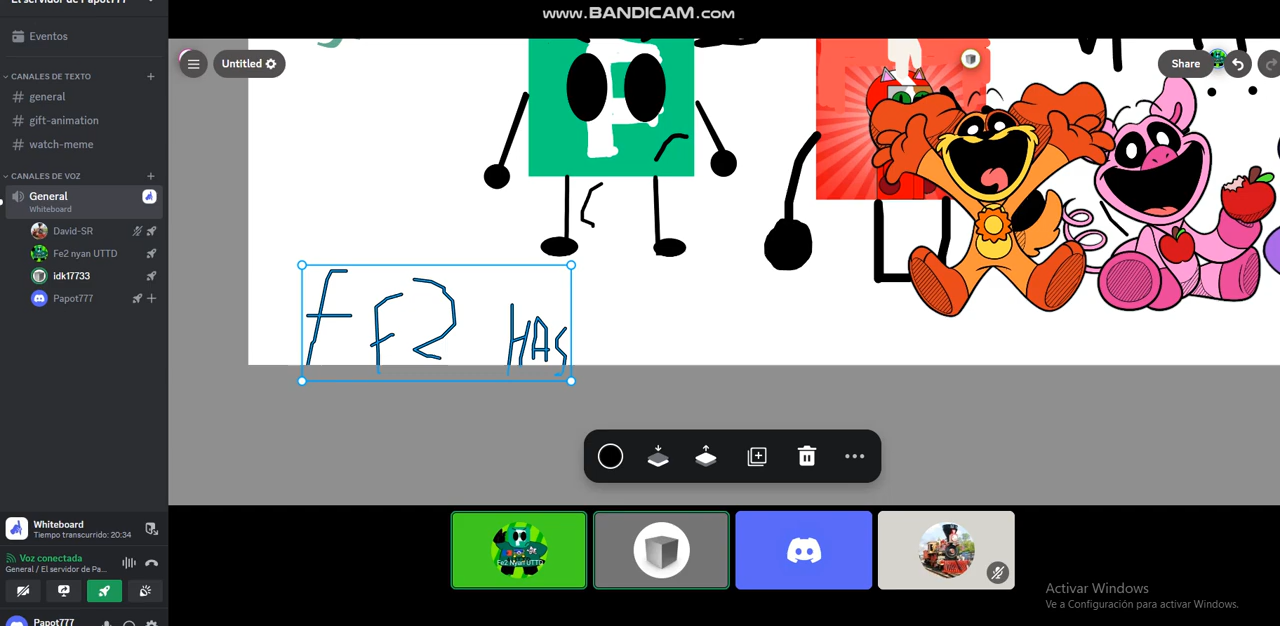 www.BANDICAM.com
El servidor de Papot777
Eventos
CANALES DE TEXTO
general
gift-animation
watch-meme
CANALES DE VOZ
General
Whiteboard
David-SR
Fe2 nyan UTTD
idk17733
Papot777
Untitled
Share
F F2 HAS
Whiteboard
Tiempo transcurrido: 20:34
Voz conectada
General / El servidor de Pa...
Papot777
Fe2 Nyan UTTD
Activar Windows
Ve a Configuración para activar Windows.